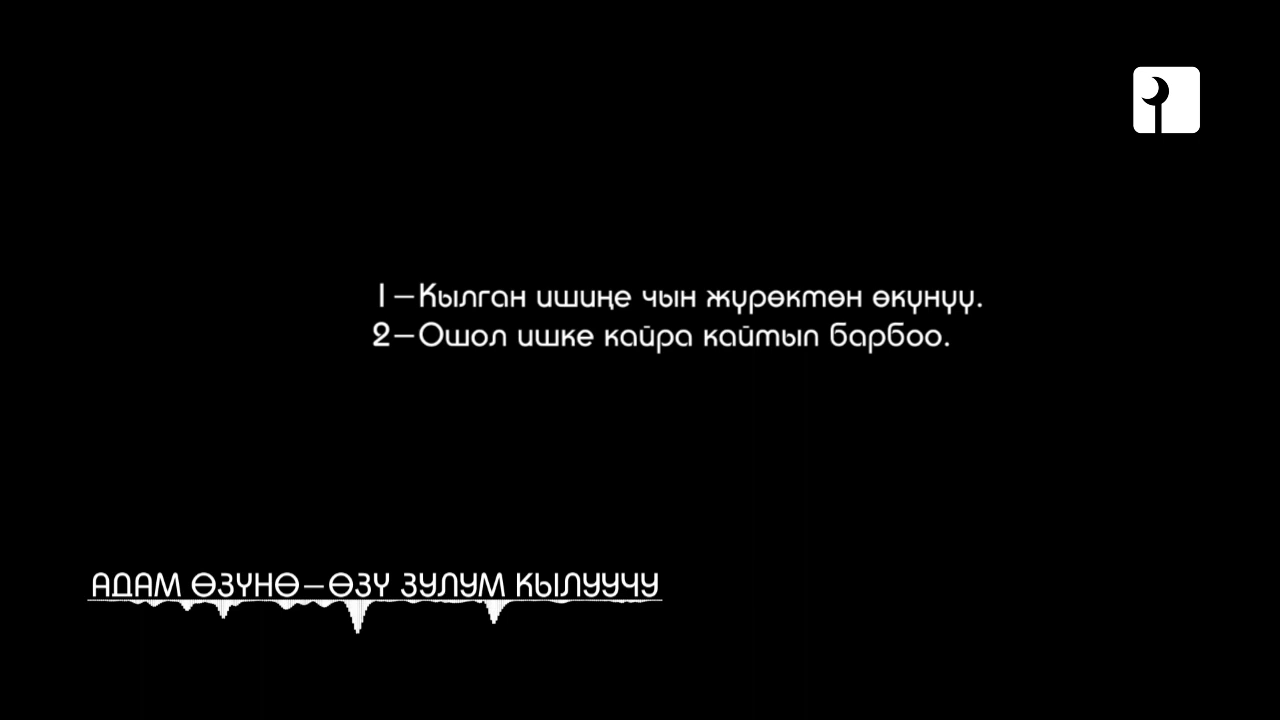 1–Кылган ишиңе чын жүрөктөн өкүнүү.
2–Ошол ишке кайра кайтып барбоо.
АДАМ ӨЗҮНӨ–ӨЗҮ ЗУЛУМ КЫЛУУЧУ